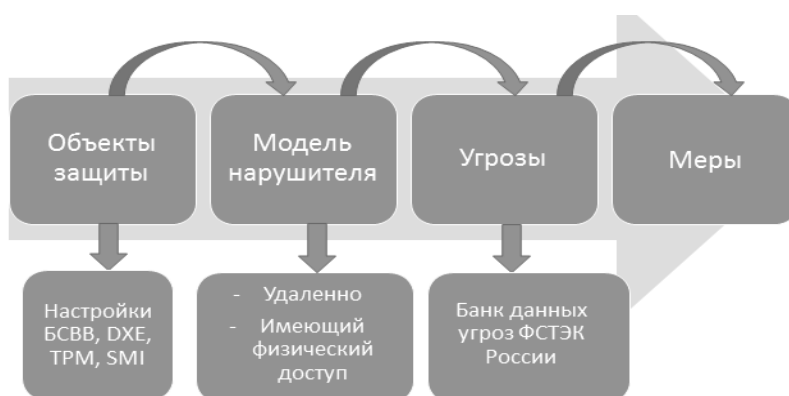 Объекты
защиты
Модель
нарушителя
Угрозы
Меры
Настройки
БСВВ, DXE,
ТРМ, SMI
- Удаленно
- Имеющий
физический
доступ
Банк данных
угроз ФСТЭК
России